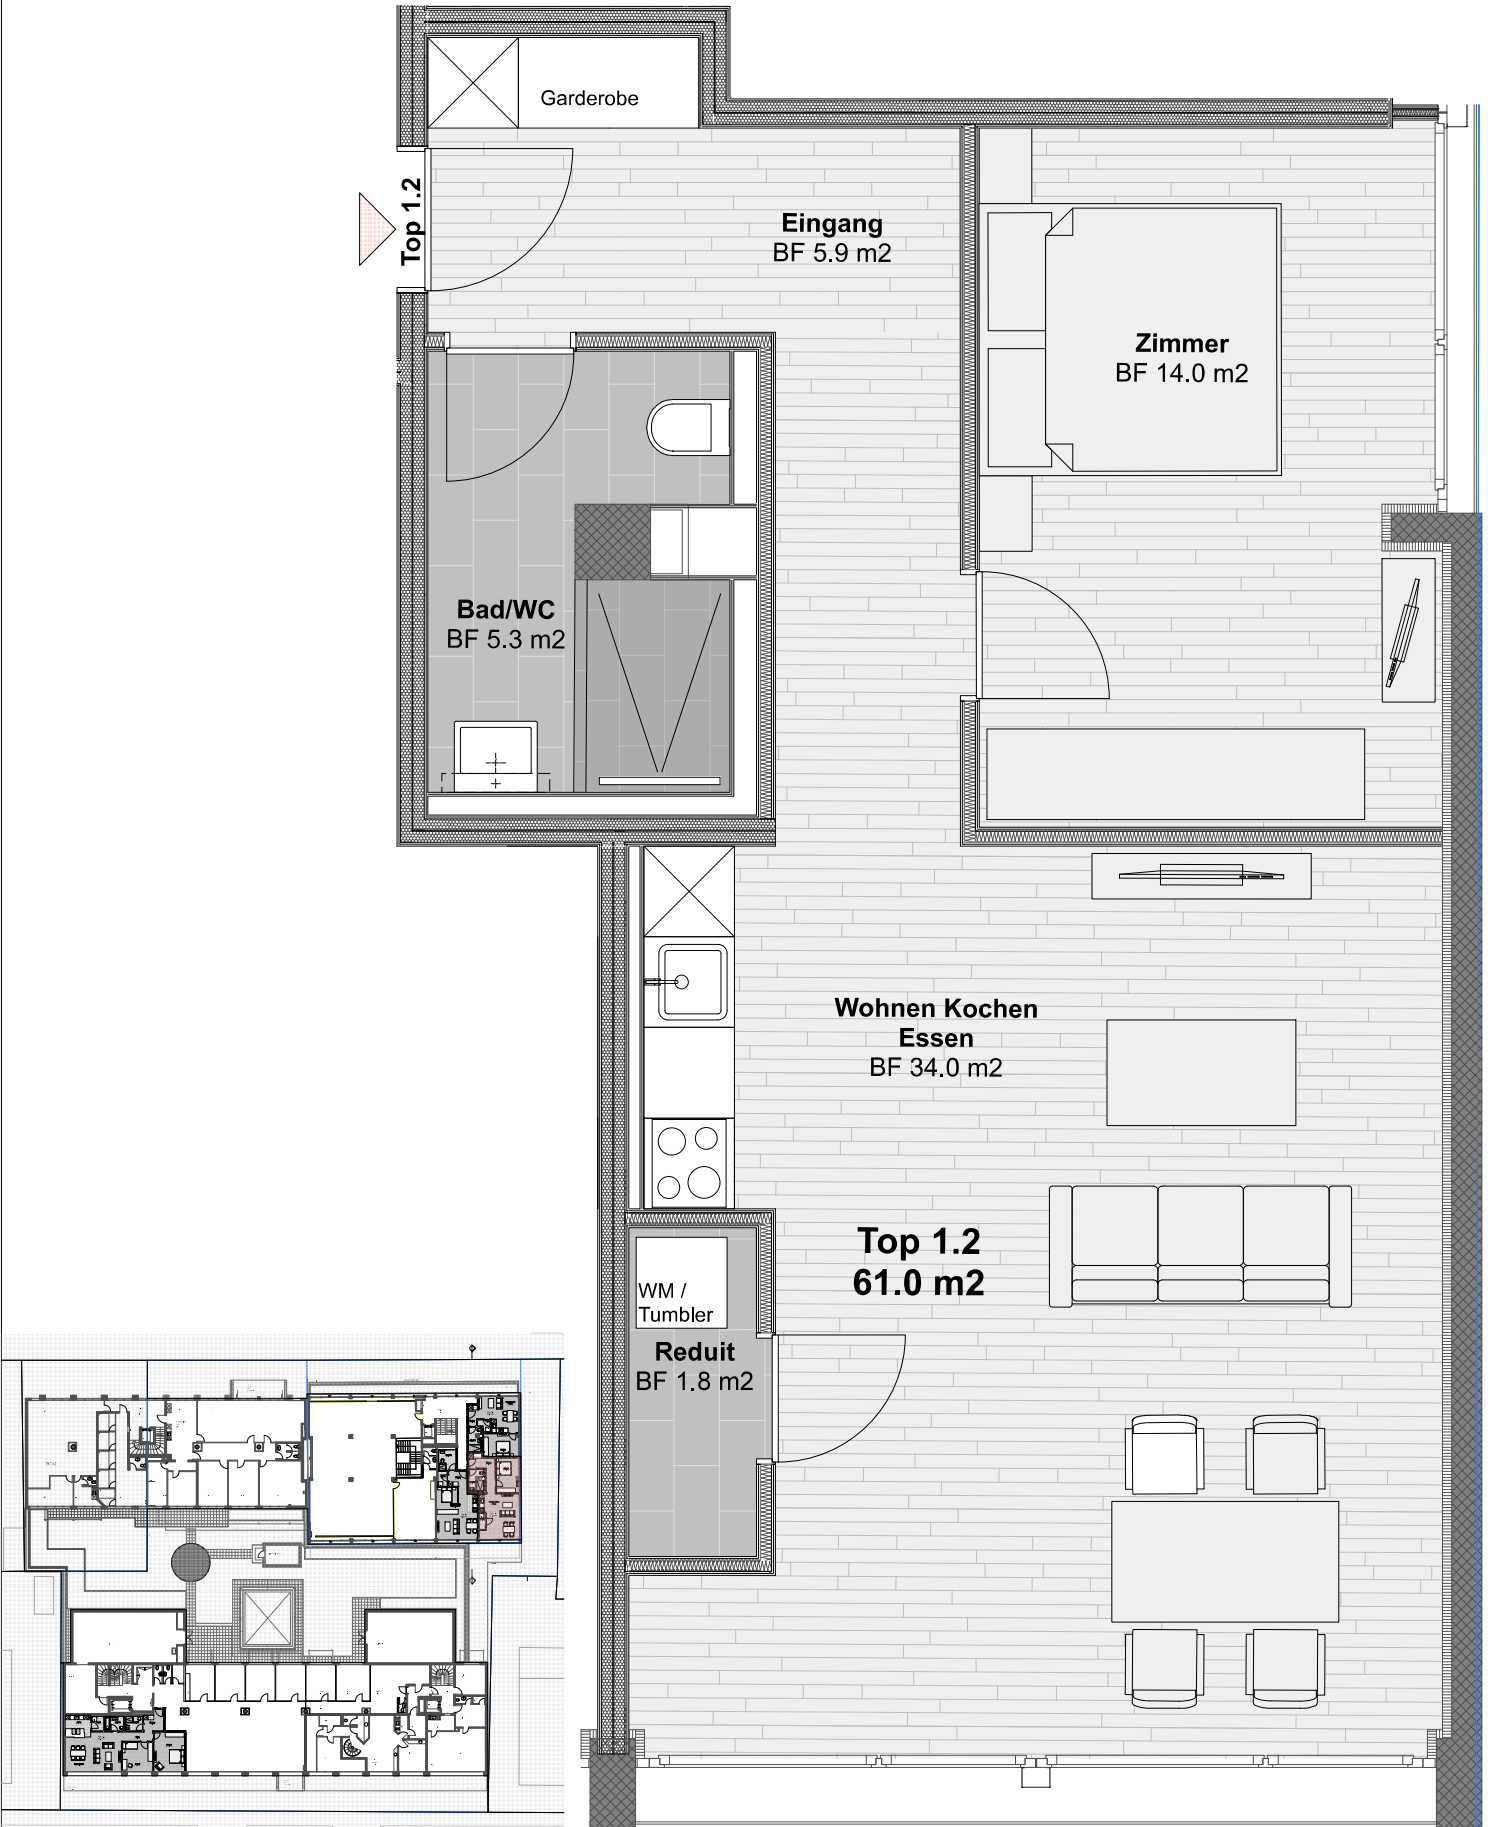 Garderobe
Top 1.2
Eingang
BF 5.9 m2
Zimmer
BF 14.0 m2
Bad/WC
BF 5.3 m2
Wohnen Kochen
Essen
BF 34.0 m2
Top 1.2
61.0 m2
WM /
Tumbler
Reduit
BF 1.8 m2